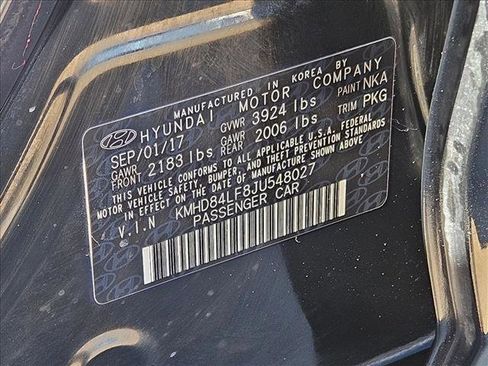 MANUFACTURED IN KOREA BY
HYUNDAI MOTOR COMPANY
SEP/01/17 GVWR 3924 lbs PAINT NKA
GAWR FRONT 2183 lbs GAWR REAR 2006 lbs TRIM PKG
THIS VEHICLE CONFORMS TO ALL APPLICABLE U.S.A. FEDERAL
MOTOR VEHICLE SAFETY, BUMPER, AND THEFT PREVENTION STANDARDS
IN EFFECT ON THE DATE OF MANUFACTURE SHOWN ABOVE.
V.I.N KMHD84LF8JU548027
PASSENGER CAR